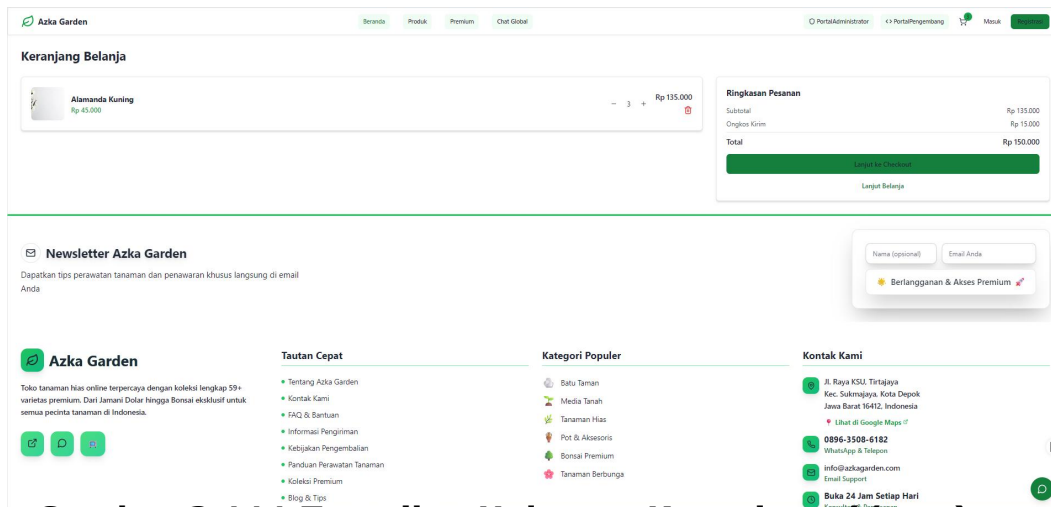 Azka Garden
Beranda Produk Premium Chat Global
PortalAdministrator <> PortalPengembang Masuk Registrasi
Keranjang Belanja
Alamanda Kuning
Rp 45.000
− 3 +
Rp 135.000
Ringkasan Pesanan
Subtotal Rp 135.000
Ongkos Kirim Rp 15.000
Total Rp 150.000
Lanjut ke Checkout
Lanjut Belanja
Newsletter Azka Garden
Dapatkan tips perawatan tanaman dan penawaran khusus langsung di email
Anda
Nama (opsional) Email Anda
Berlangganan & Akses Premium
Azka Garden
Toko tanaman hias online terpercaya dengan koleksi lengkap 59+
varietas premium. Dari Jamani Dolar hingga Bonsai eksklusif untuk
semua pecinta tanaman di Indonesia.
Tautan Cepat
Tentang Azka Garden
Kontak Kami
FAQ & Bantuan
Informasi Pengiriman
Kebijakan Pengembalian
Panduan Perawatan Tanaman
Koleksi Premium
Blog & Tips
Kategori Populer
Batu Taman
Media Tanah
Tanaman Hias
Pot & Aksesoris
Bonsai Premium
Tanaman Berbunga
Kontak Kami
Jl. Raya KSU, Tirtajaya
Kec. Sukmajaya, Kota Depok
Jawa Barat 16412, Indonesia
Lihat di Google Maps
0896-3508-6182
WhatsApp & Telepon
info@azkagarden.com
Email Support
Buka 24 Jam Setiap Hari